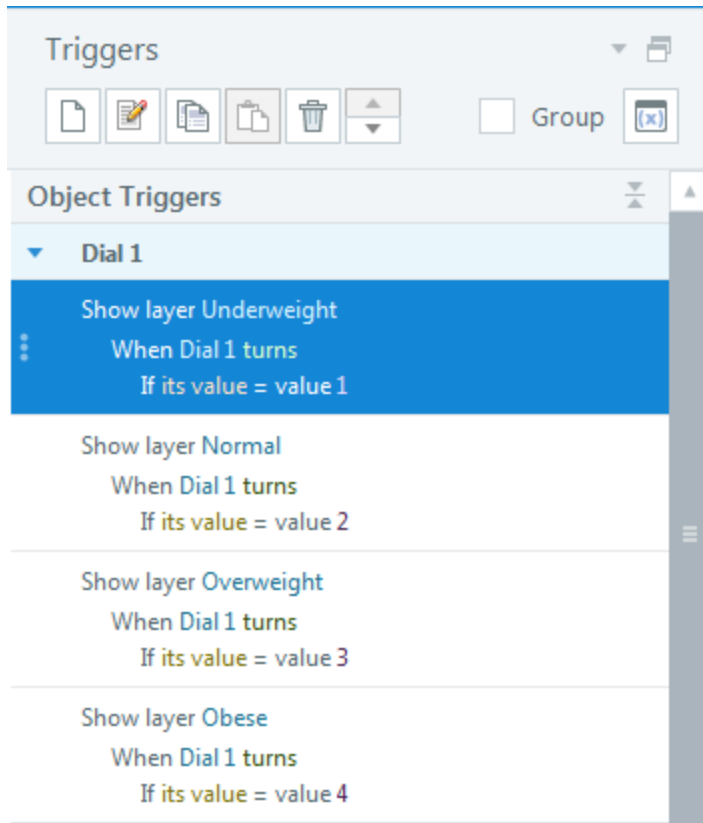 Triggers
Group
(x)
Object Triggers
Dial 1
Show layer Underweight
When Dial 1 turns
If its value = value 1
Show layer Normal
When Dial 1 turns
If its value = value 2
Show layer Overweight
When Dial 1 turns
If its value = value 3
Show layer Obese
When Dial 1 turns
If its value = value 4